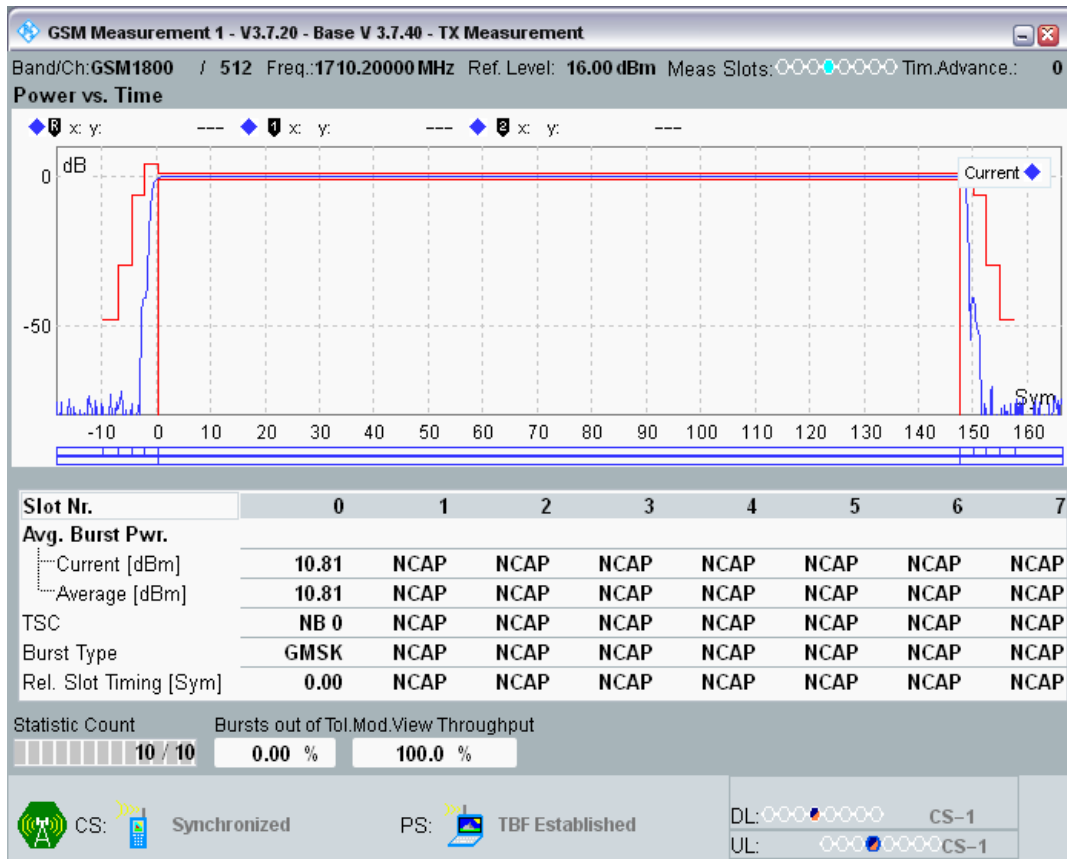 GSM Measurement 1 - V3.7.20 - Base V 3.7.40 - TX Measurement
Band/Ch:GSM1800 / 512 Freq.:1710.20000 MHz Ref. Level: 16.00 dBm Meas Slots: Tim.Advance.: 0
Power vs. Time
R x: y: --- 1 x: y: --- 2 x: y: ---
dB
Current
0
-50
Sym
-10 0 10 20 30 40 50 60 70 80 90 100 110 120 130 140 150 160
Slot Nr. 0 1 2 3 4 5 6 7
Avg. Burst Pwr.
Current [dBm] 10.81 NCAP NCAP NCAP NCAP NCAP NCAP NCAP
Average [dBm] 10.81 NCAP NCAP NCAP NCAP NCAP NCAP NCAP
TSC NB 0 NCAP NCAP NCAP NCAP NCAP NCAP NCAP
Burst Type GMSK NCAP NCAP NCAP NCAP NCAP NCAP NCAP
Rel. Slot Timing [Sym] 0.00 NCAP NCAP NCAP NCAP NCAP NCAP NCAP
Statistic Count Bursts out of Tol.Mod.View Throughput
10 / 10 0.00 % 100.0 %
CS: Synchronized PS: TBF Established
DL: CS-1
UL: CS-1